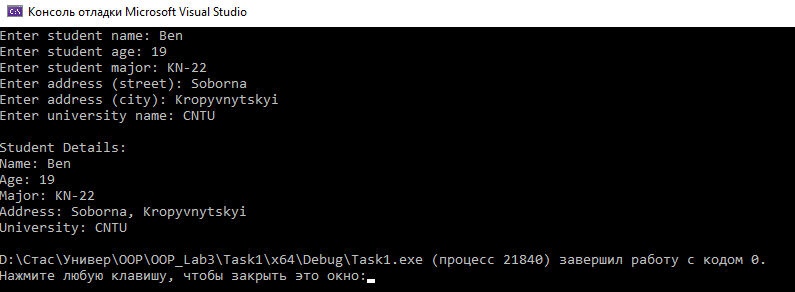 Консоль отладки Microsoft Visual Studio
Enter student name: Ben
Enter student age: 19
Enter student major: KN-22
Enter address (street): Soborna
Enter address (city): Kropyvnytskyi
Enter university name: CNTU
Student Details:
Name: Ben
Age: 19
Major: KN-22
Address: Soborna, Kropyvnytskyi
University: CNTU
D:\Стас\Универ\OOP\OOP_Lab3\Task1\x64\Debug\Task1.exe (процесс 21840) завершил работу с кодом 0.
Нажмите любую клавишу, чтобы закрыть это окно: